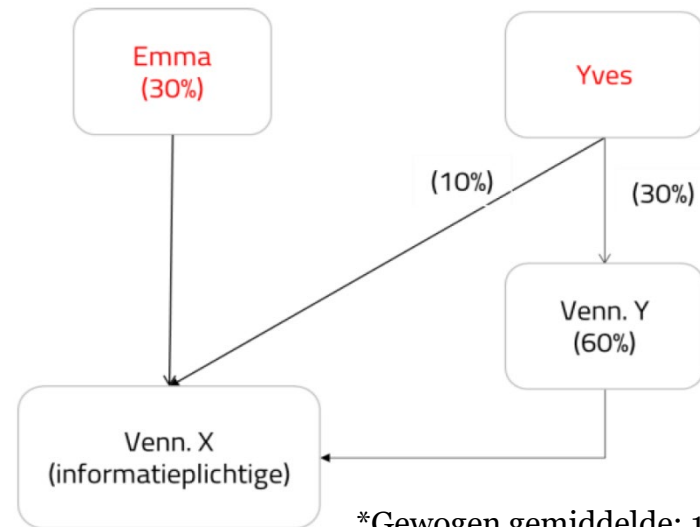 Emma
(30%)
Yves
(10%)
(30%)
Venn. Y
(60%)
Venn. X
(informatieplichtige)
*Gewogen gemiddelde: